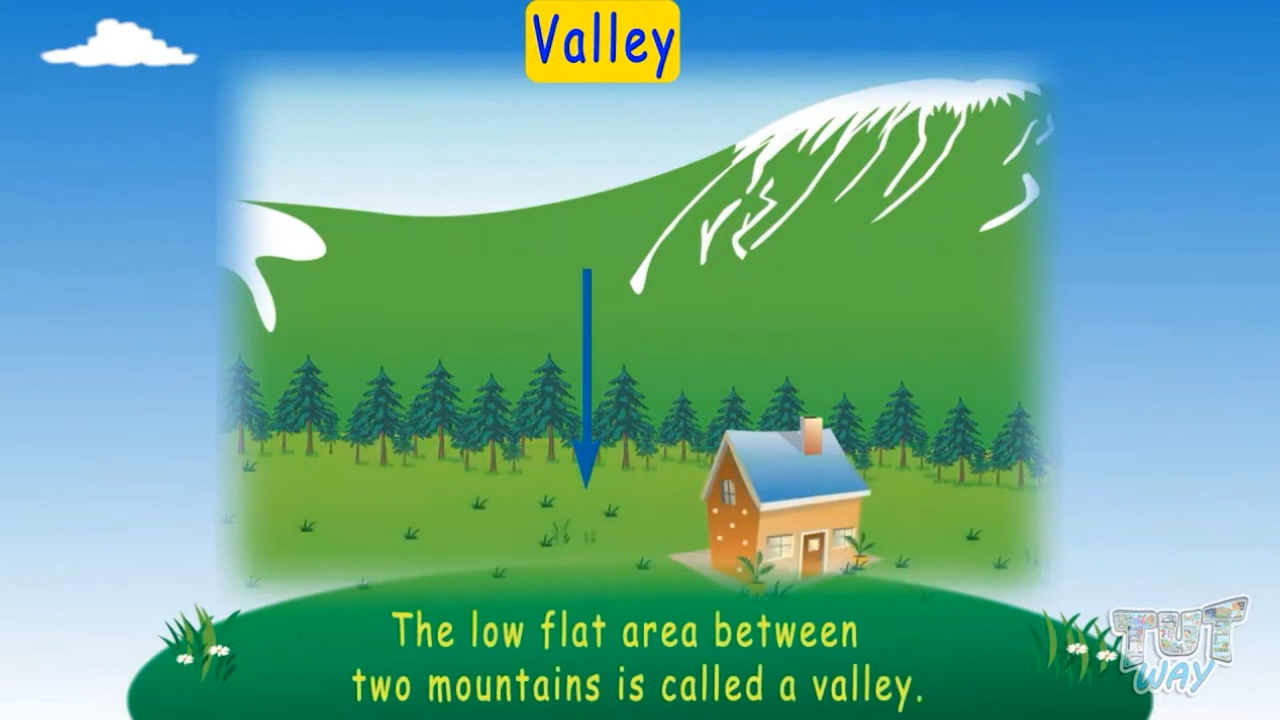 Valley
The low flat area between
two mountains is called a valley.
TUT
WAY